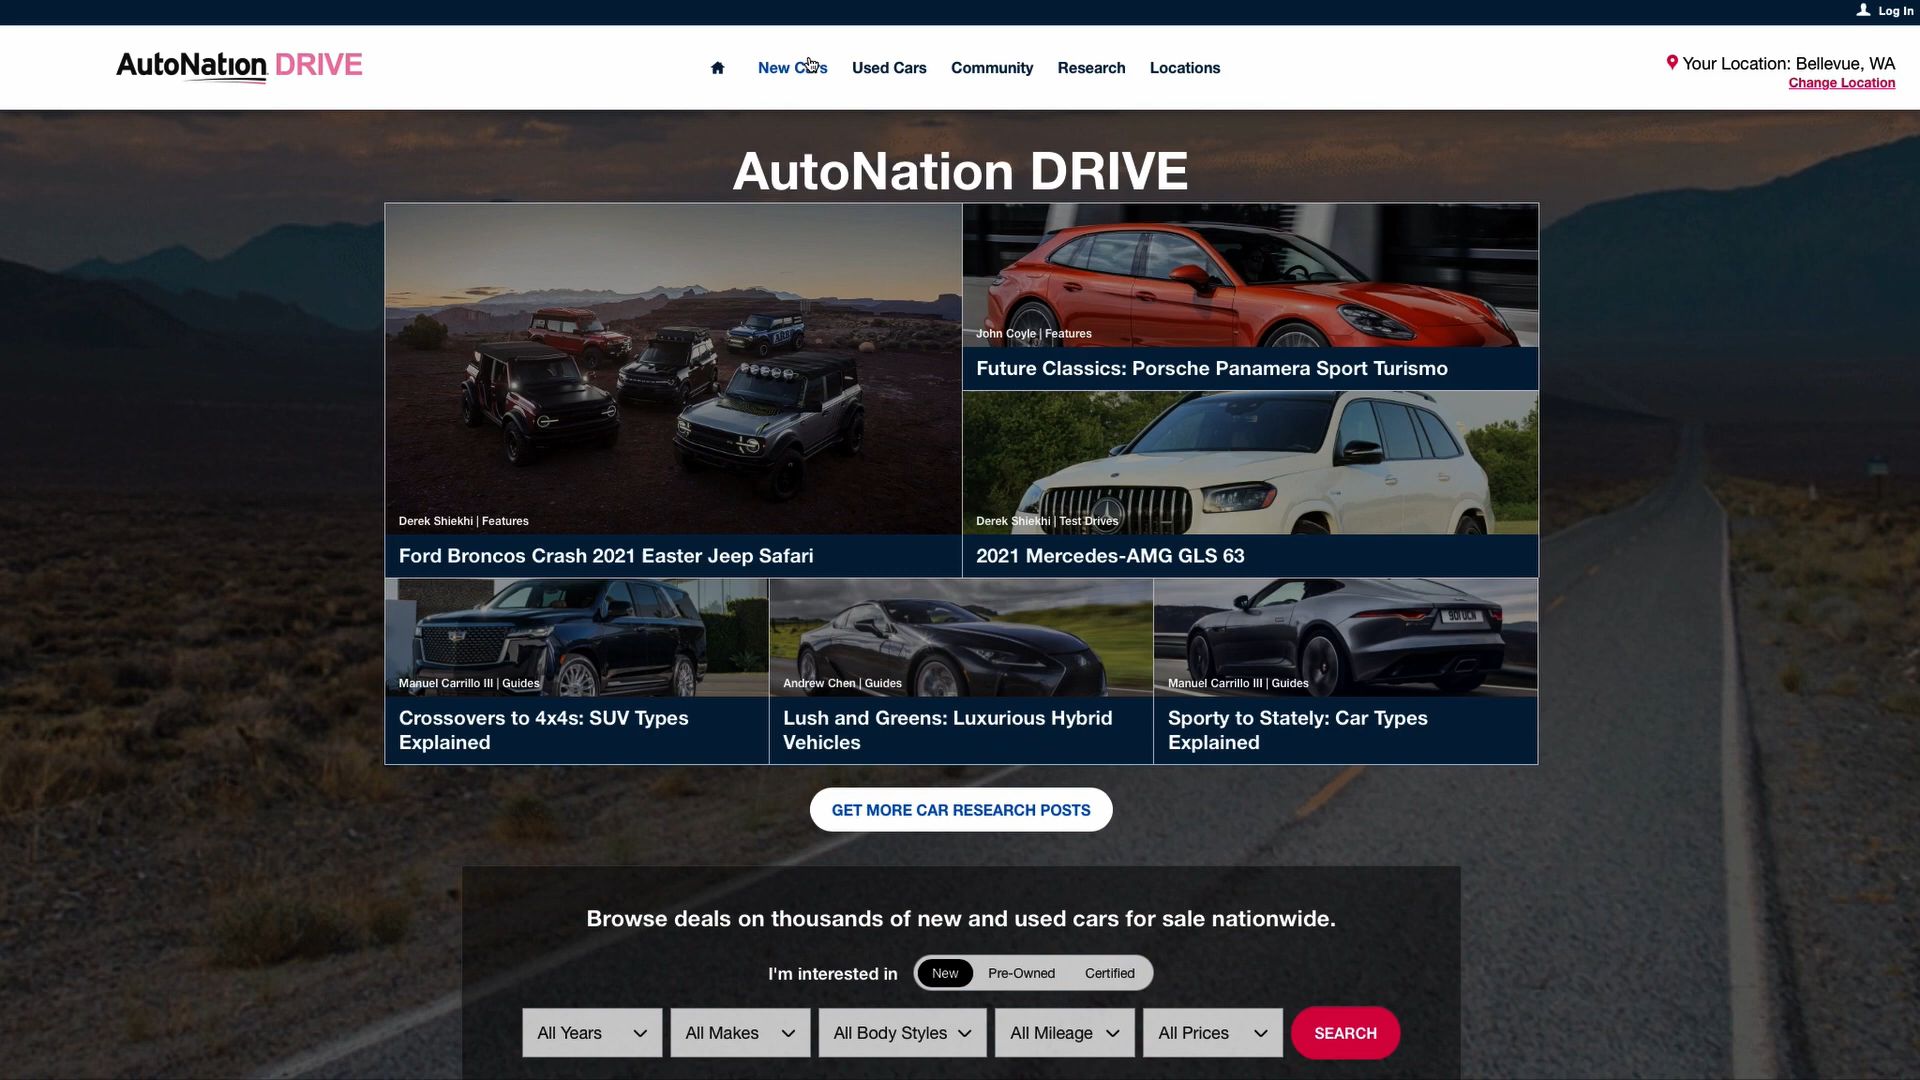 Log In
AutoNation DRIVE
New Cars
Used Cars
Community
Research
Locations
Your Location: Bellevue, WA
Change Location
AutoNation DRIVE
Derek Shiekhi | Features
Ford Broncos Crash 2021 Easter Jeep Safari
John Coyle | Features
Future Classics: Porsche Panamera Sport Turismo
Derek Shiekhi | Test Drives
2021 Mercedes-AMG GLS 63
Manuel Carrillo III | Guides
Crossovers to 4x4s: SUV Types
Explained
Andrew Chen | Guides
Lush and Greens: Luxurious Hybrid
Vehicles
Manuel Carrillo III | Guides
Sporty to Stately: Car Types
Explained
GET MORE CAR RESEARCH POSTS
Browse deals on thousands of new and used cars for sale nationwide.
I'm interested in
New
Pre-Owned
Certified
All Years
All Makes
All Body Styles
All Mileage
All Prices
SEARCH